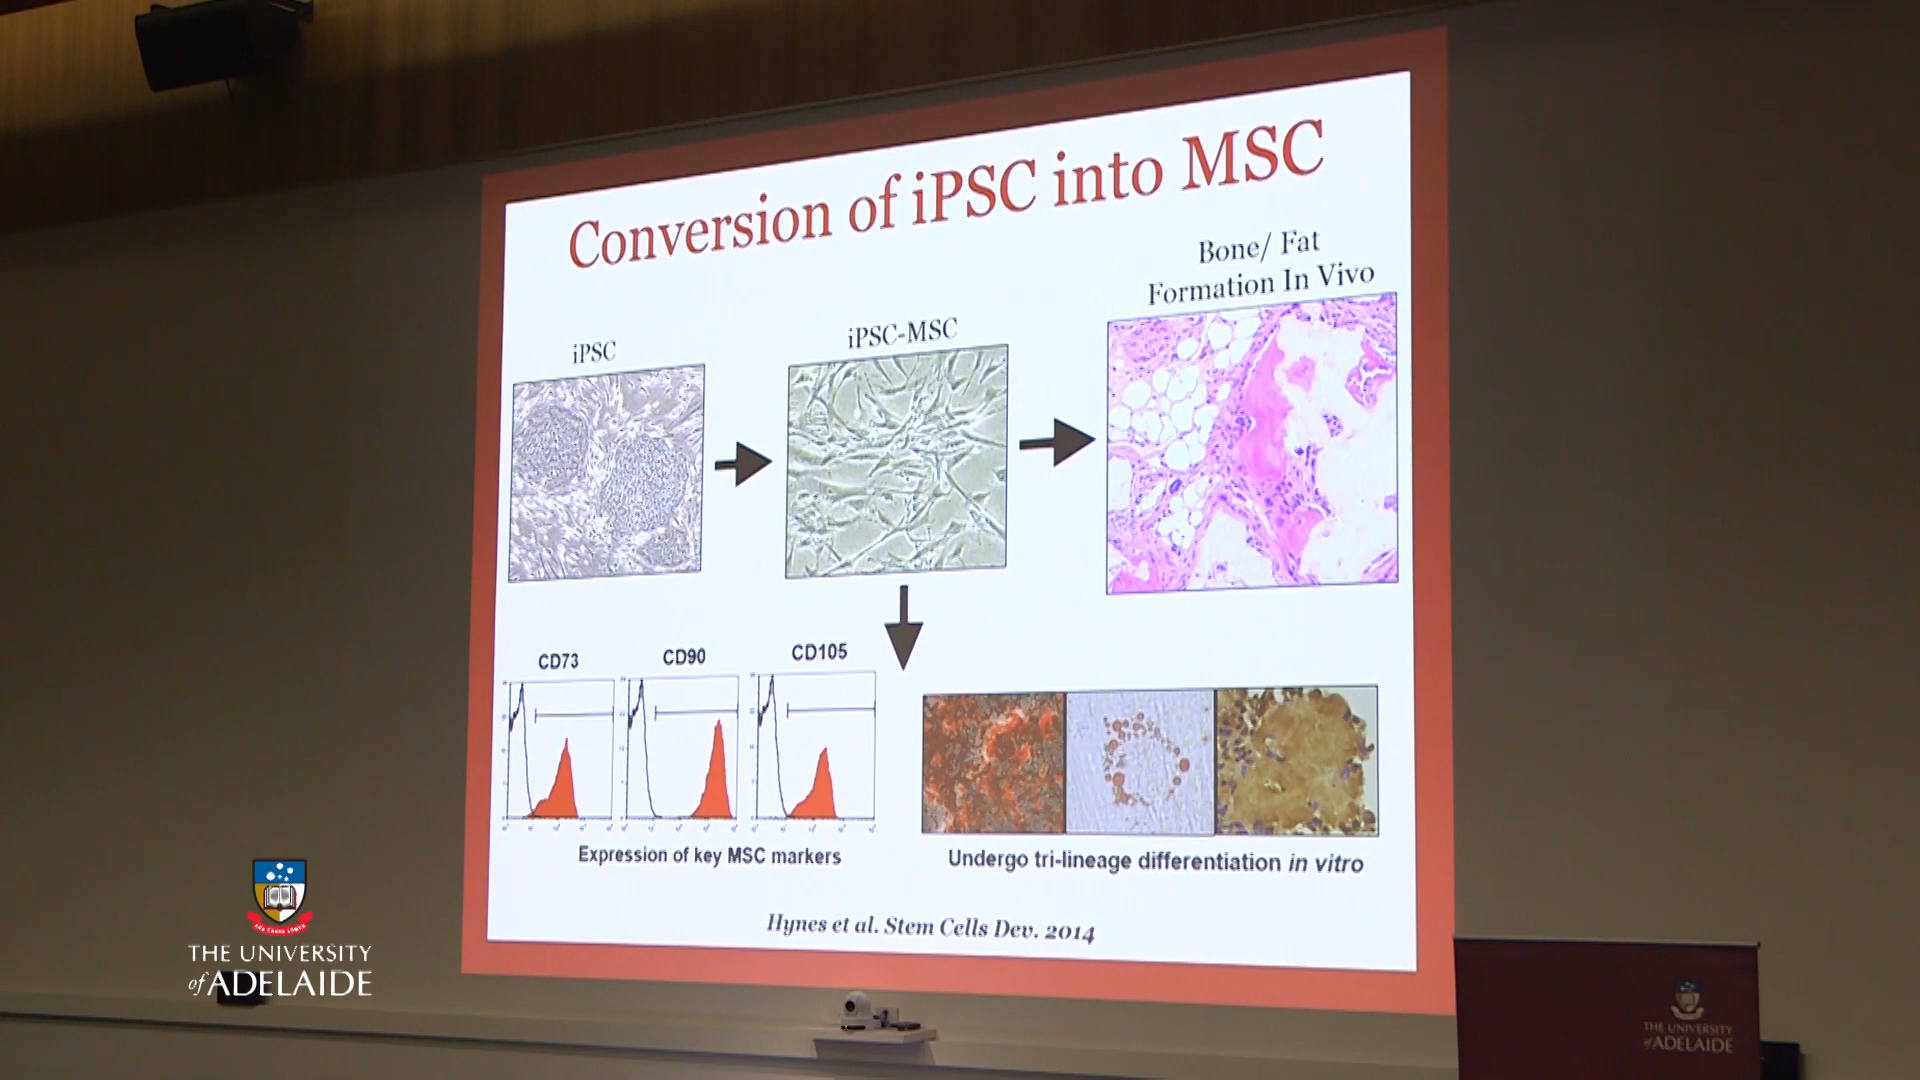 Conversion of iPSC into MSC
Bone/ Fat
Formation In Vivo
iPSC
iPSC-MSC
CD73
CD90
CD105
Expression of key MSC markers
Undergo tri-lineage differentiation in vitro
Hynes et al. Stem Cells Dev. 2014
THE UNIVERSITY
of ADELAIDE
THE UNIVERSITY
of ADELAIDE